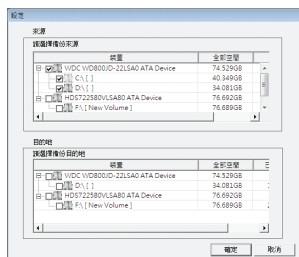 設定
來源
請選擇備份來源
裝置 全部空間
WDC WD800JD-22LSA0 ATA Device 74.529GB
C:\ [ ] 40.349GB
D:\ [ ] 34.081GB
HDS722580VLSA80 ATA Device 76.692GB
F:\ [ New Volume ] 76.689GB
目的地
請選擇備份目的地
裝置 全部空間
WDC WD800JD-22LSA0 ATA Device 74.529GB
D:\ [ ] 34.081GB
HDS722580VLSA80 ATA Device 76.692GB
F:\ [ New Volume ] 76.689GB
確定 取消